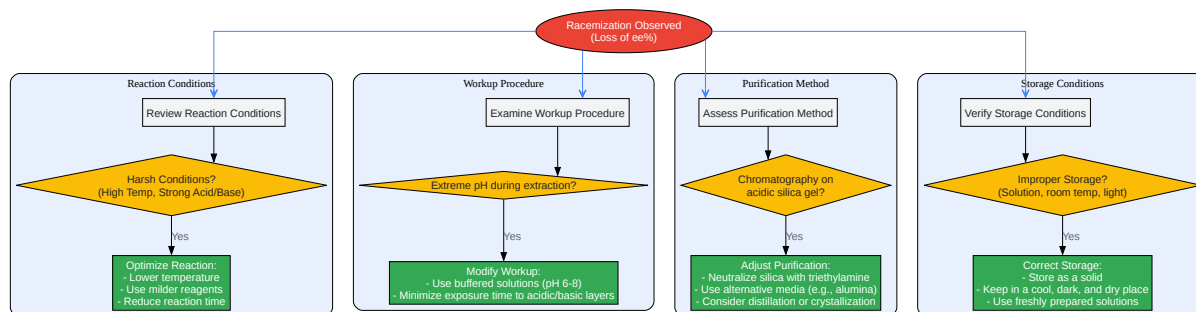 Racemization Observed
(Loss of ee%)
Reaction Conditions
Review Reaction Conditions
Harsh Conditions?
(High Temp, Strong Acid/Base)
Yes
Optimize Reaction:
- Lower temperature
- Use milder reagents
- Reduce reaction time
Workup Procedure
Examine Workup Procedure
Extreme pH during extraction?
Yes
Modify Workup:
- Use buffered solutions (pH 6-8)
- Minimize exposure time to acidic/basic layers
Purification Method
Assess Purification Method
Chromatography on
acidic silica gel?
Yes
Adjust Purification:
- Neutralize silica with triethylamine
- Use alternative media (e.g., alumina)
- Consider distillation or crystallization
Storage Conditions
Verify Storage Conditions
Improper Storage?
(Solution, room temp, light)
Yes
Correct Storage:
- Store as a solid
- Keep in a cool, dark, and dry place
- Use freshly prepared solutions